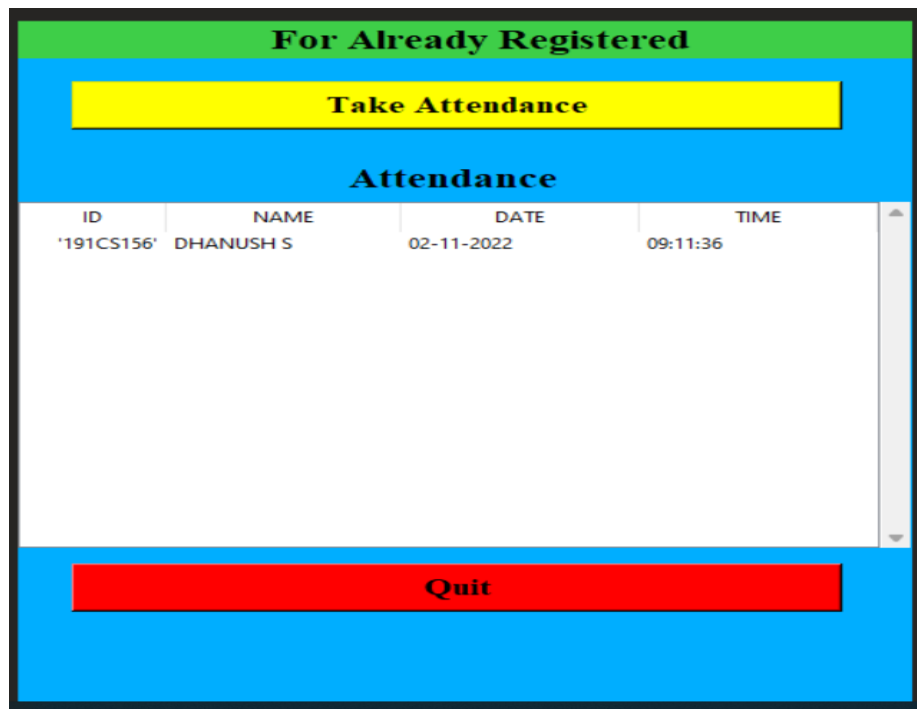 For Already Registered
Take Attendance
Attendance
ID NAME DATE TIME
'191CS156' DHANUSH S 02-11-2022 09:11:36
Quit